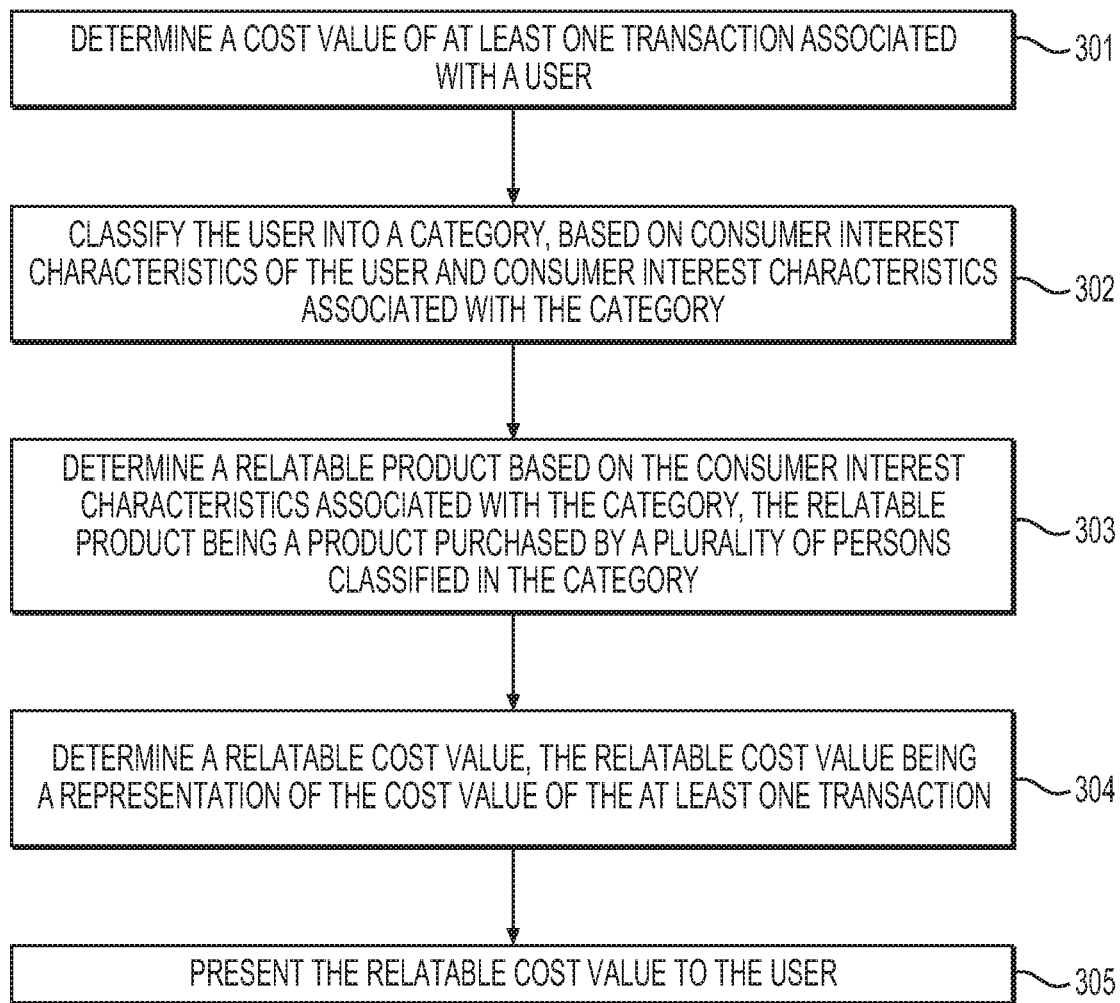 DETERMINE A COST VALUE OF AT LEAST ONE TRANSACTION ASSOCIATED
WITH A USER
301
CLASSIFY THE USER INTO A CATEGORY, BASED ON CONSUMER INTEREST
CHARACTERISTICS OF THE USER AND CONSUMER INTEREST CHARACTERISTICS
ASSOCIATED WITH THE CATEGORY
302
DETERMINE A RELATABLE PRODUCT BASED ON THE CONSUMER INTEREST
CHARACTERISTICS ASSOCIATED WITH THE CATEGORY, THE RELATABLE
PRODUCT BEING A PRODUCT PURCHASED BY A PLURALITY OF PERSONS
CLASSIFIED IN THE CATEGORY
303
DETERMINE A RELATABLE COST VALUE, THE RELATABLE COST VALUE BEING
A REPRESENTATION OF THE COST VALUE OF THE AT LEAST ONE TRANSACTION
304
PRESENT THE RELATABLE COST VALUE TO THE USER
305